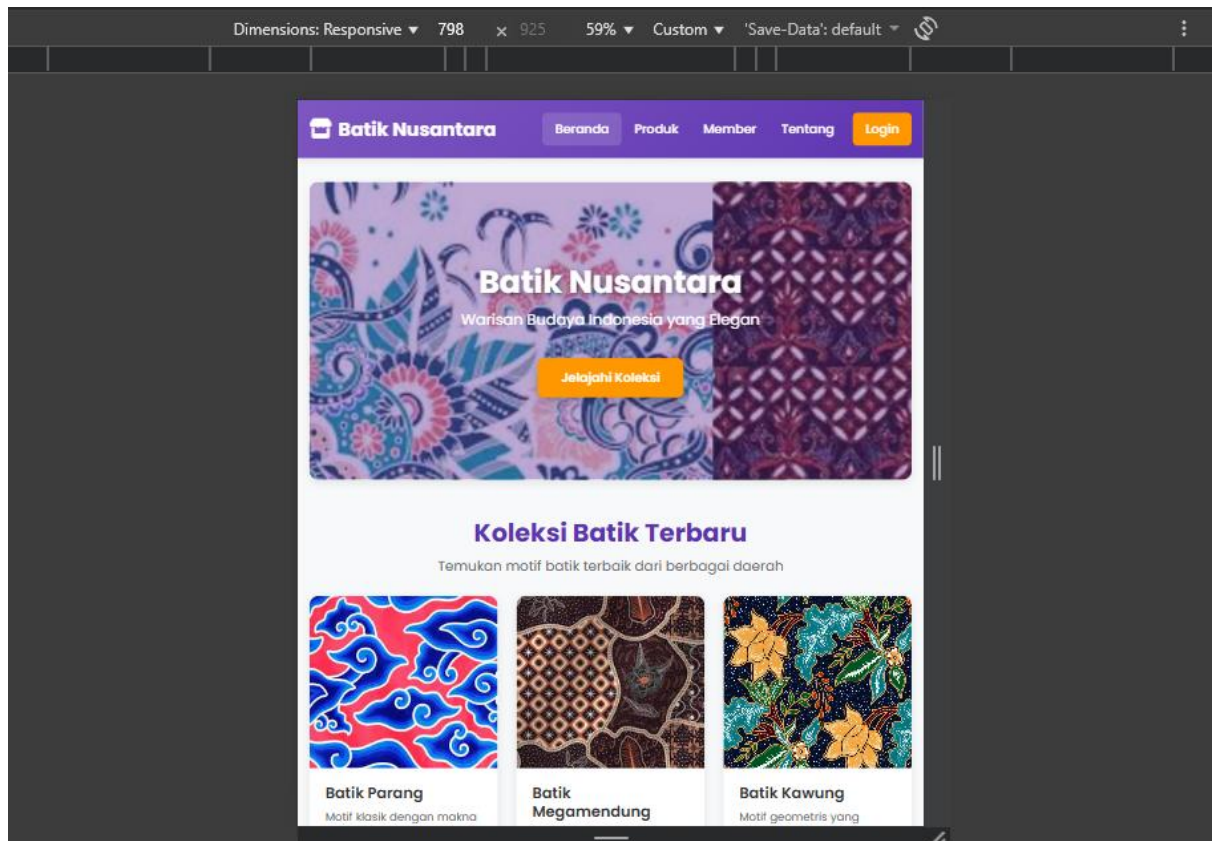 Dimensions: Responsive ▼ 798 × 925 59% ▼ Custom ▼ 'Save-Data': default ▼
Batik Nusantara Beranda Produk Member Tentang Login
Batik Nusantara
Warisan Budaya Indonesia yang Elegan
Jelajahi Koleksi
Koleksi Batik Terbaru
Temukan motif batik terbaik dari berbagai daerah
Batik Parang
Motif klasik dengan makna
Batik
Megamendung
Batik Kawung
Motif geometris yang